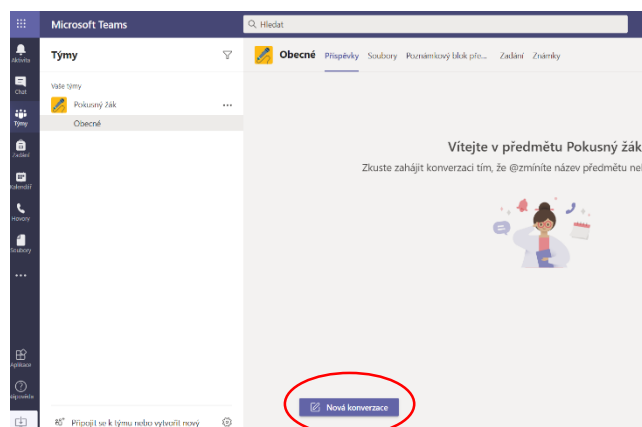 Microsoft Teams
Hledat
Aktivita
Chat
Týmy
Zadání
Kalendář
Hovory
Soubory
Aplikace
Nápověda
Týmy
Vaše týmy
Pokusný žák
Obecné
Připojit se k týmu nebo vytvořit nový
Obecné Příspěvky Soubory Poznámkový blok pře... Zadání Známky
Vítejte v předmětu Pokusný žák
Zkuste zahájit konverzaci tím, že @zmíníte název předmětu ne
Nová konverzace